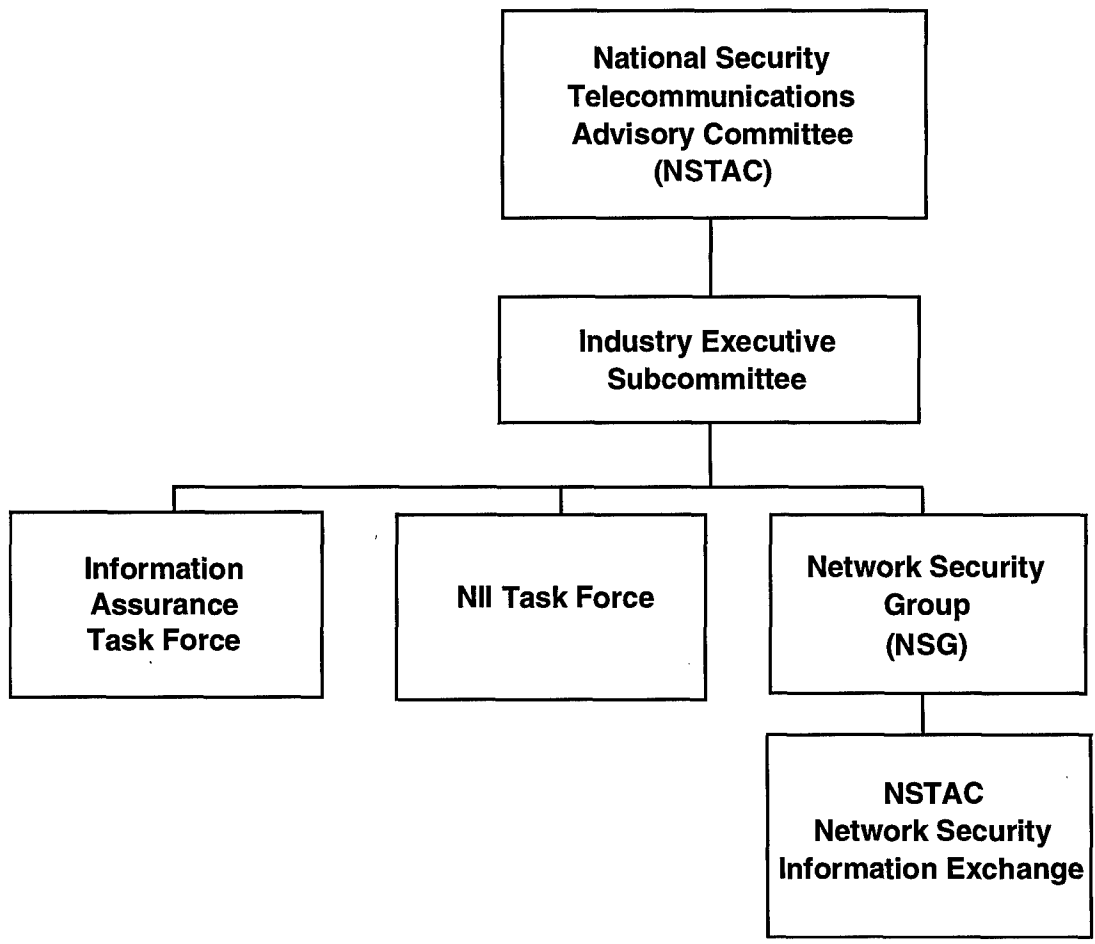 National Security
Telecommunications
Advisory Committee
(NSTAC)
Industry Executive
Subcommittee
Information
Assurance
Task Force
NII Task Force
Network Security
Group
(NSG)
NSTAC
Network Security
Information Exchange